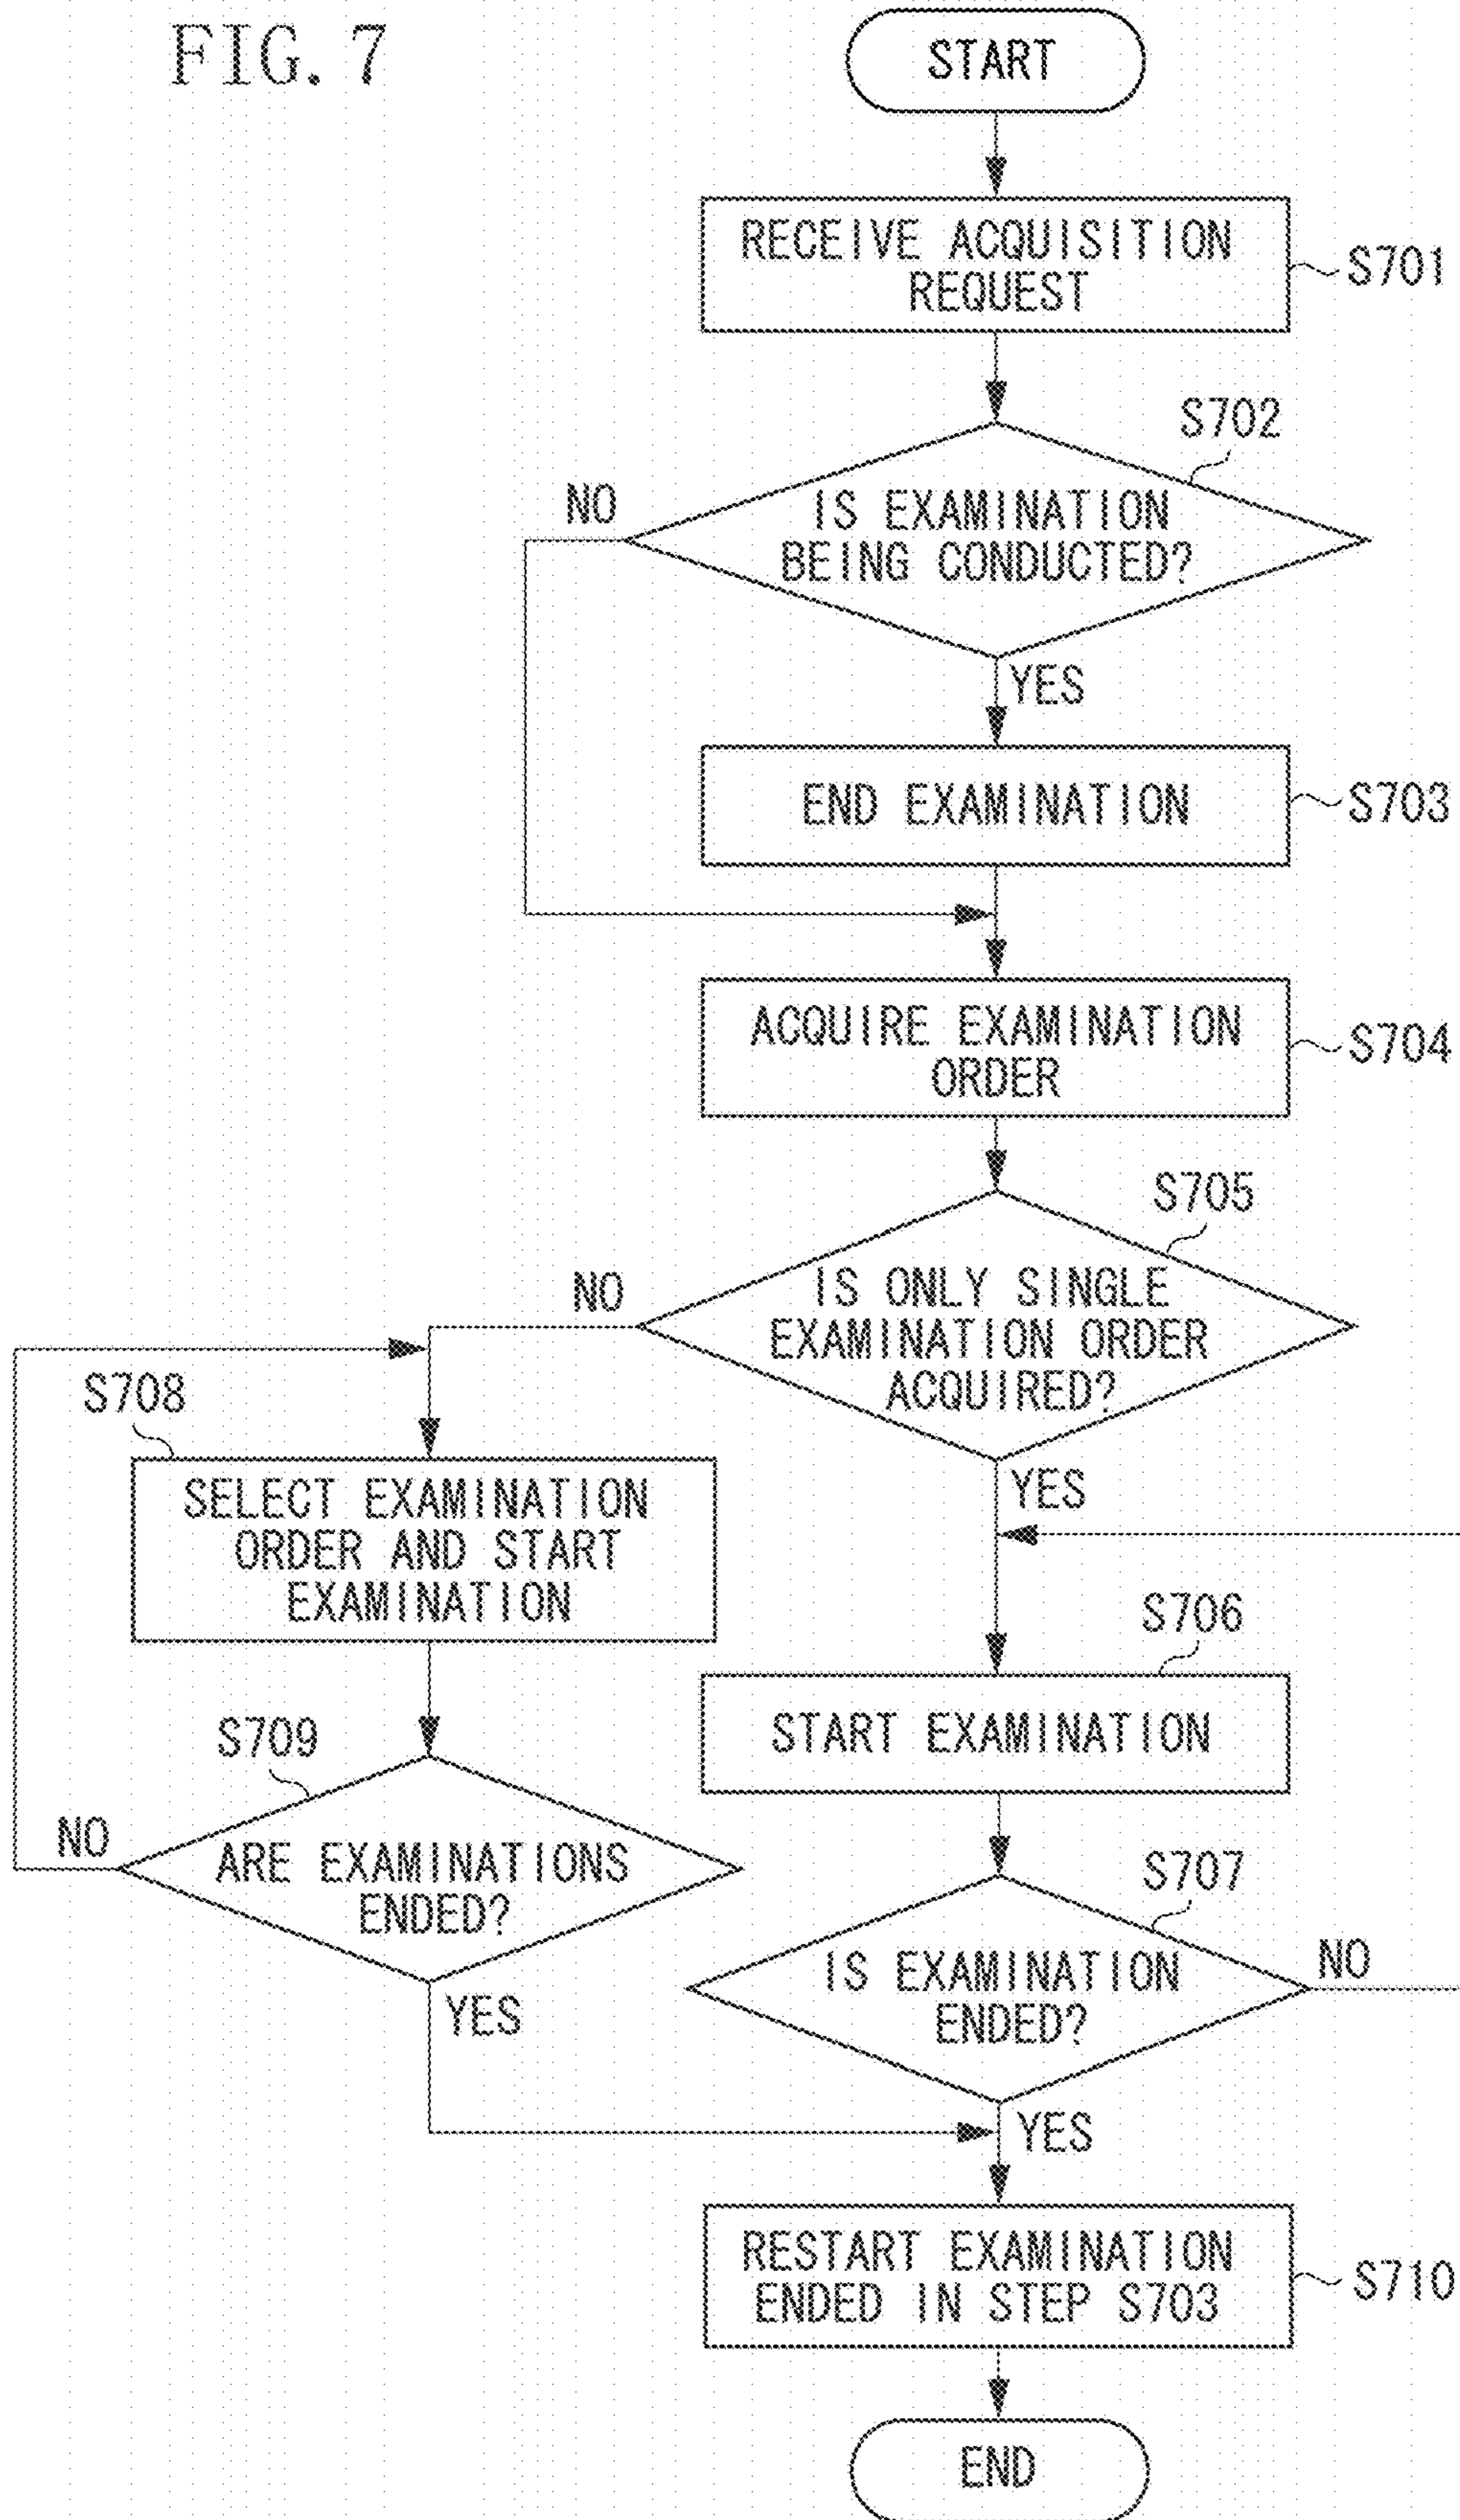 FIG. 7
START
RECEIVE ACQUISITION
REQUEST
S701
S702
NO
IS EXAMINATION
BEING CONDUCTED?
YES
END EXAMINATION
S703
ACQUIRE EXAMINATION
ORDER
S704
S705
NO
IS ONLY SINGLE
EXAMINATION ORDER
ACQUIRED?
YES
S708
SELECT EXAMINATION
ORDER AND START
EXAMINATION
S706
START EXAMINATION
S709
NO
ARE EXAMINATIONS
ENDED?
YES
S707
IS EXAMINATION
ENDED?
NO
YES
RESTART EXAMINATION
ENDED IN STEP S703
S710
END